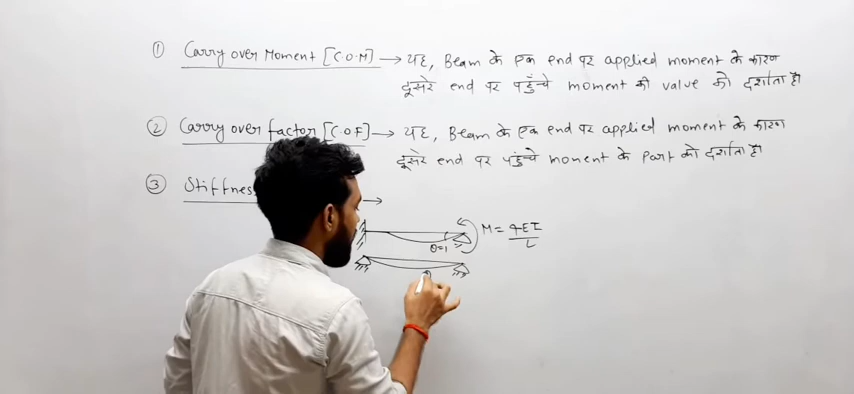 ① Carry over Moment [C.O.M] → यह, Beam के एक end पर applied moment के कारण
दूसरे end पर पहुंचे moment की value को दर्शाता है।
② Carry over factor [C.O.F] → यह, Beam के एक end पर applied moment के कारण
दूसरे end पर पहुंचे moment के Part को दर्शाता है।
③ Stiffness →
θ=1 M = 4EI/L